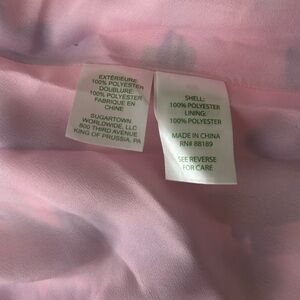 EXTÉRIEURE:
100% POLYESTER
DOUBLURE:
100% POLYESTER
FABRIQUE EN
CHINE
SUGARTOWN
WORLDWIDE, LLC
800 THIRD AVENUE
KING OF PRUSSIA, PA
SHELL:
100% POLYESTER
LINING:
100% POLYESTER
MADE IN CHINA
RN# 88189
SEE REVERSE
FOR CARE